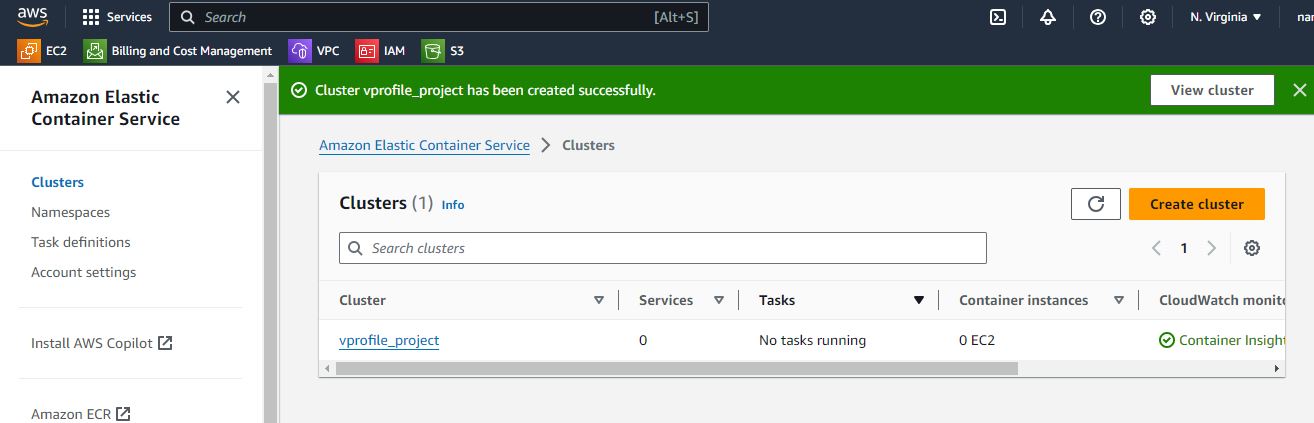 aws Services Search [Alt+S] N. Virginia nar
EC2 Billing and Cost Management VPC IAM S3
Amazon Elastic
Container Service
Clusters
Namespaces
Task definitions
Account settings
Install AWS Copilot
Amazon ECR
Cluster vprofile_project has been created successfully. View cluster
Amazon Elastic Container Service Clusters
Clusters (1) Info Create cluster
Search clusters 1
Cluster Services Tasks Container instances CloudWatch monito
vprofile_project 0 No tasks running 0 EC2 Container Insight